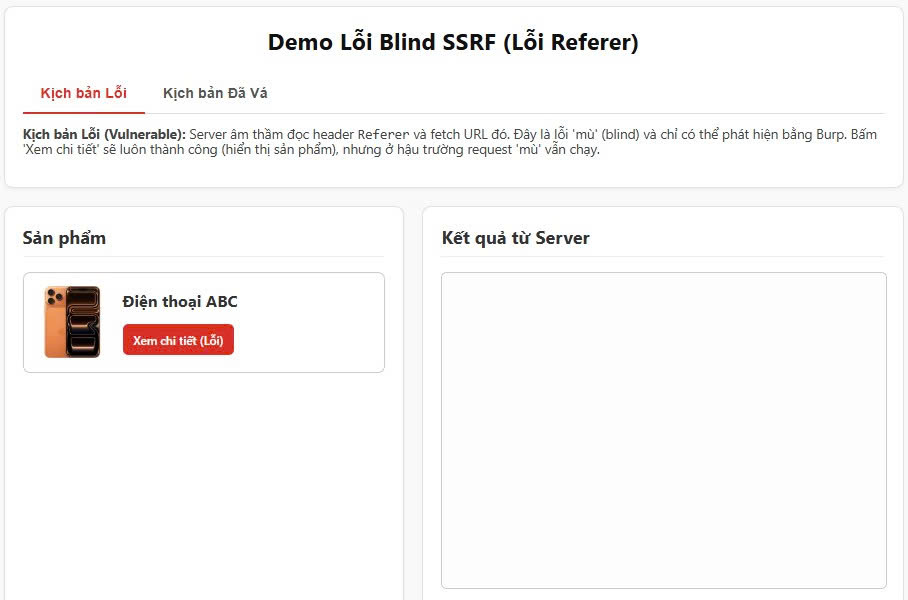 Demo Lỗi Blind SSRF (Lỗi Referer)
Kịch bản Lỗi
Kịch bản Đã Vá
Kịch bản Lỗi (Vulnerable): Server âm thầm đọc header Referer và fetch URL đó. Đây là lỗi 'mù' (blind) và chỉ có thể phát hiện bằng Burp. Bấm
'Xem chi tiết' sẽ luôn thành công (hiển thị sản phẩm), nhưng ở hậu trường request 'mù' vẫn chạy.
Sản phẩm
Điện thoại ABC
Xem chi tiết (Lỗi)
Kết quả từ Server